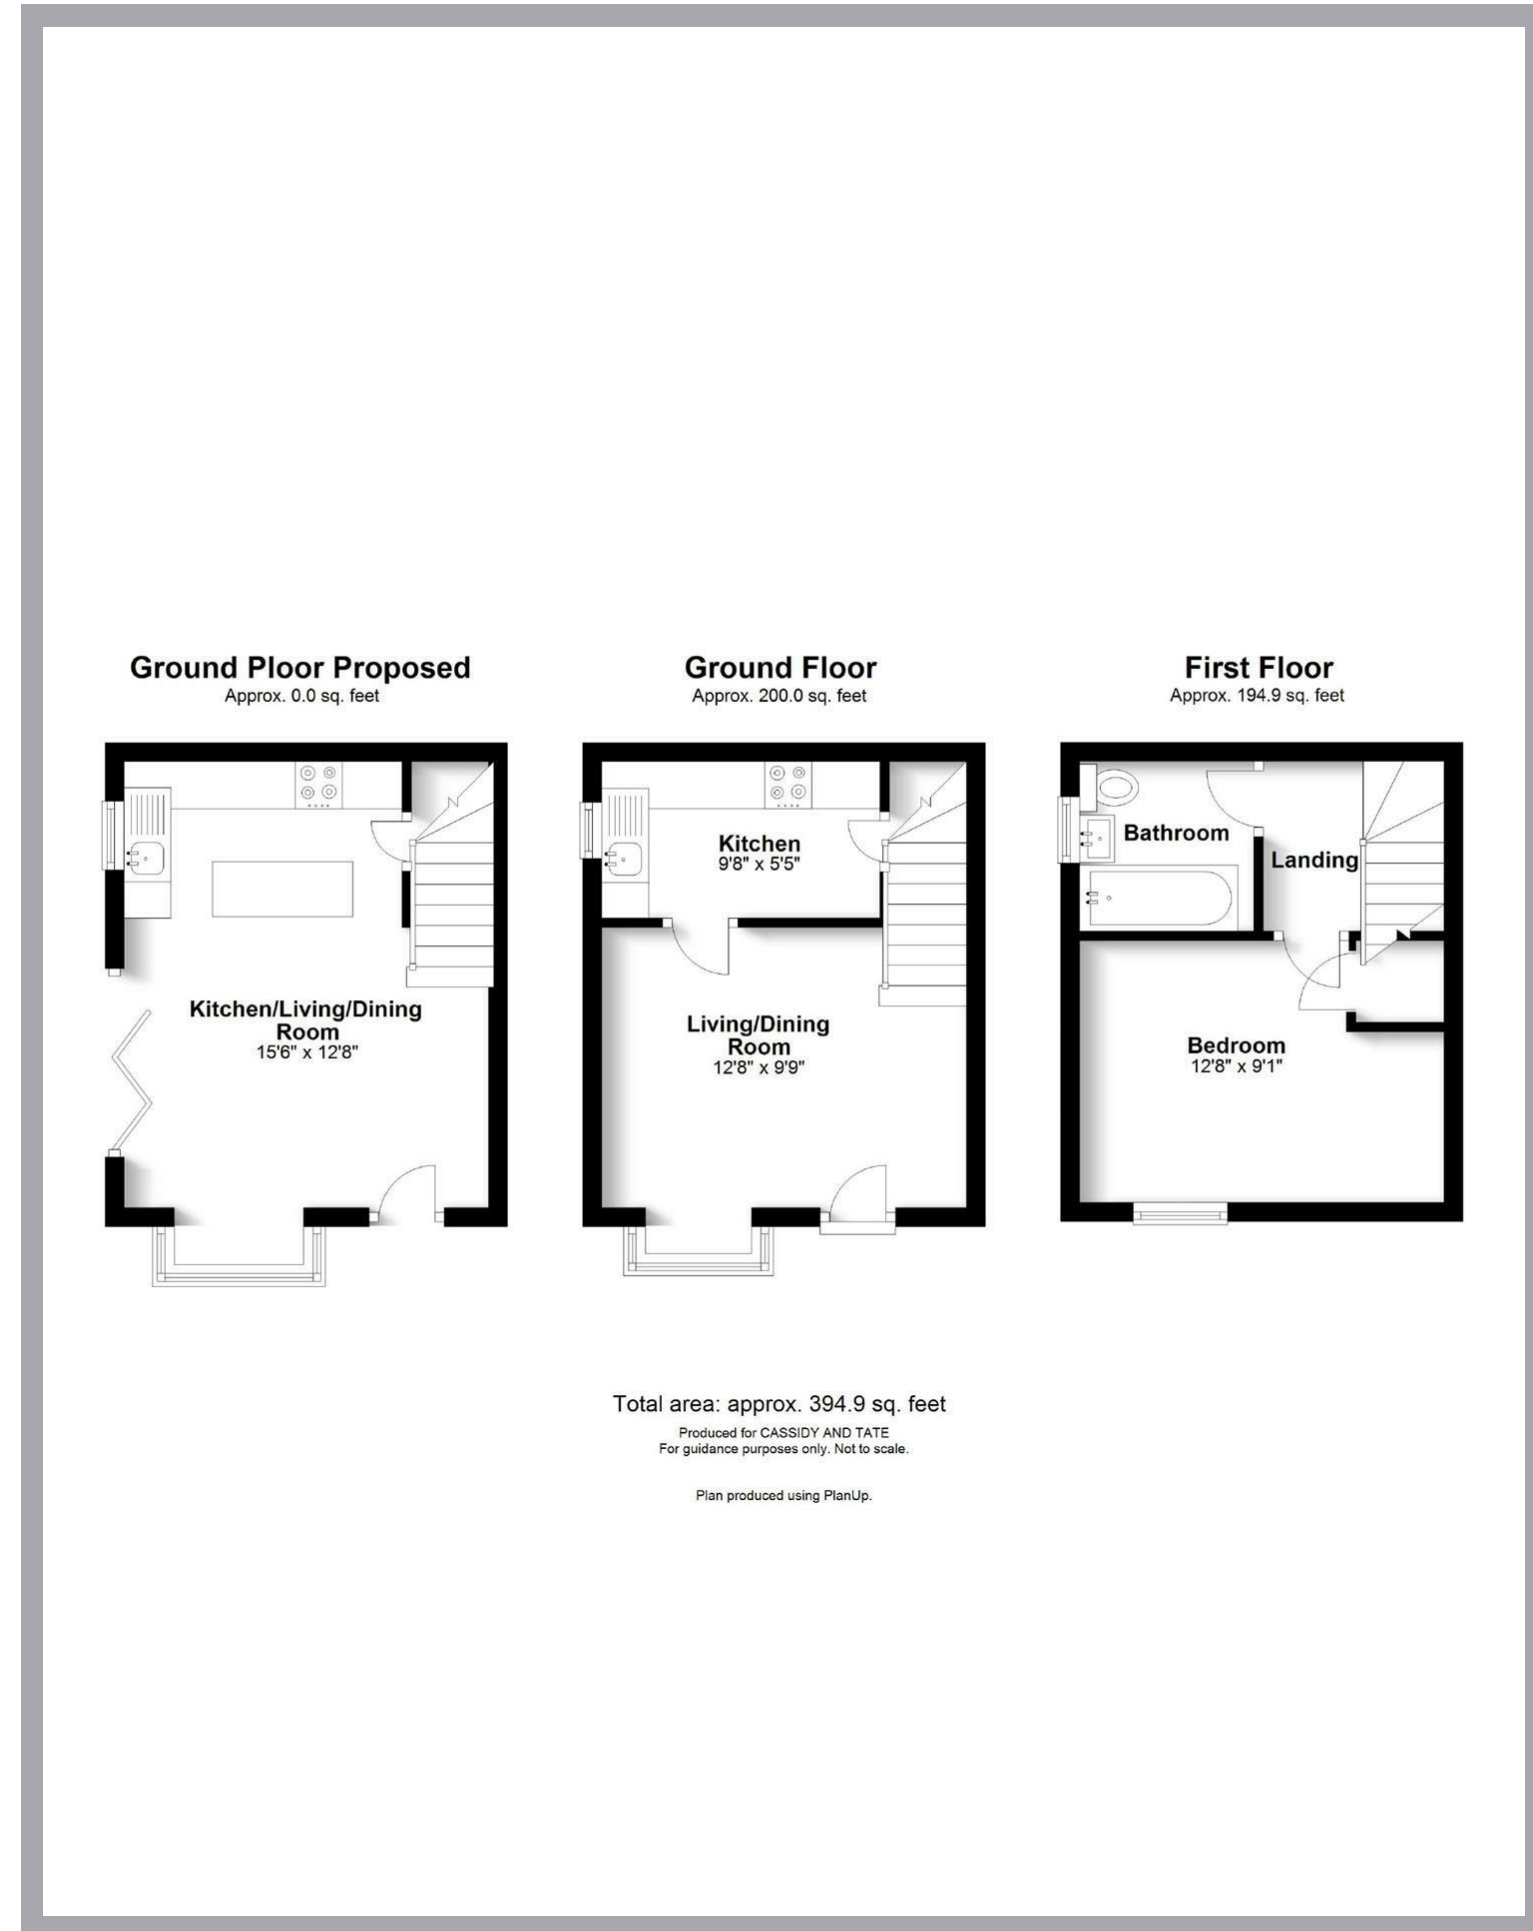 Ground Ploor Proposed
Approx. 0.0 sq. feet
Kitchen/Living/Dining
Room
15'6" x 12'8"
Ground Floor
Approx. 200.0 sq. feet
Kitchen
9'8" x 5'5"
Living/Dining
Room
12'8" x 9'9"
First Floor
Approx. 194.9 sq. feet
Bathroom
Landing
Bedroom
12'8" x 9'1"
Total area: approx. 394.9 sq. feet
Produced for CASSIDY AND TATE
For guidance purposes only. Not to scale.
Plan produced using PlanUp.